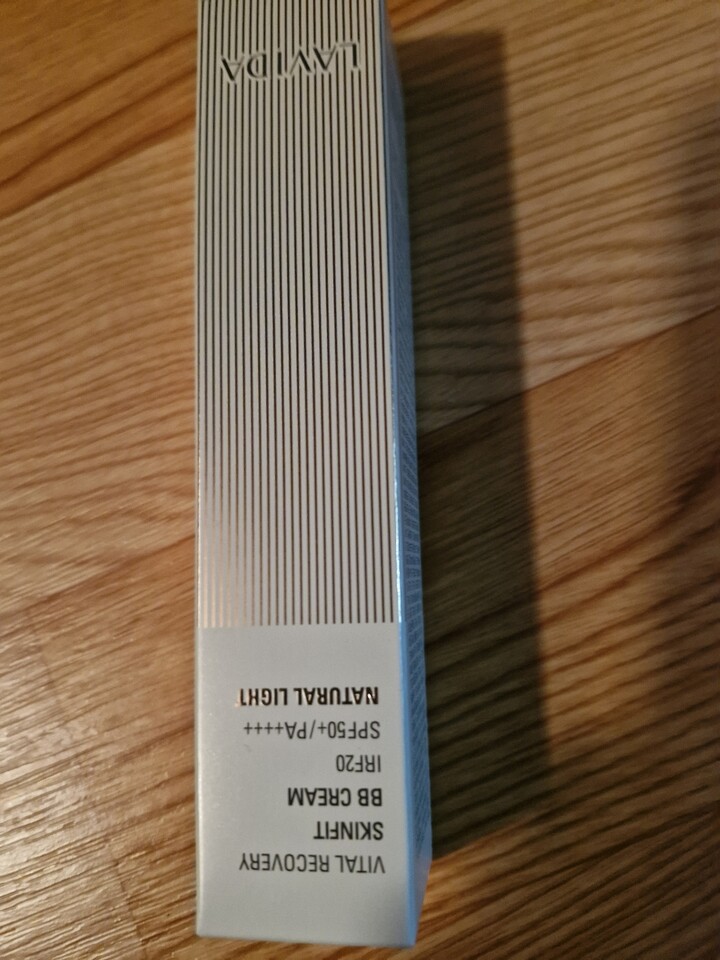 VITAL RECOVERY
SKINFIT
BB CREAM
IRF20
SPF50+/PA++++
NATURAL LIGHT
LAVIDA